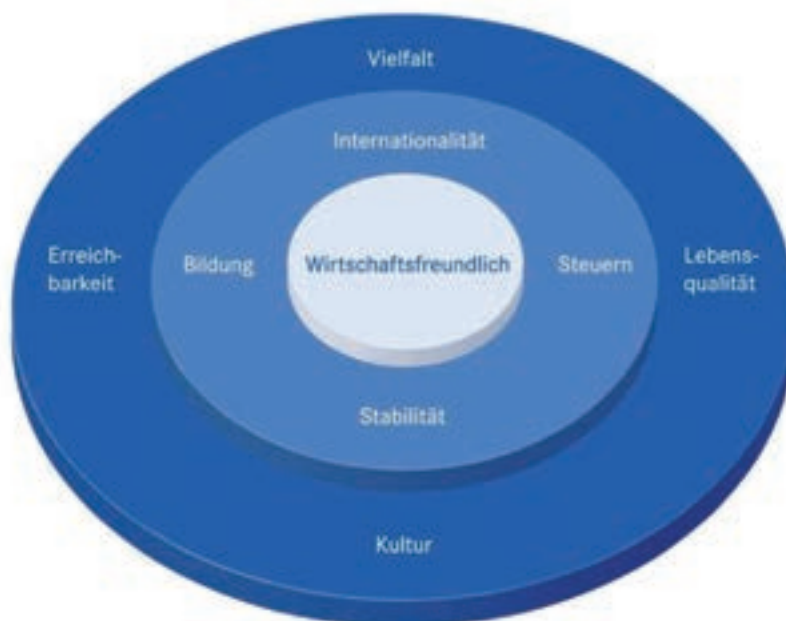 Vielfalt
Internationalität
Erreich-
barkeit
Bildung
Wirtschaftsfreundlich
Steuern
Lebens-
qualität
Stabilität
Kultur